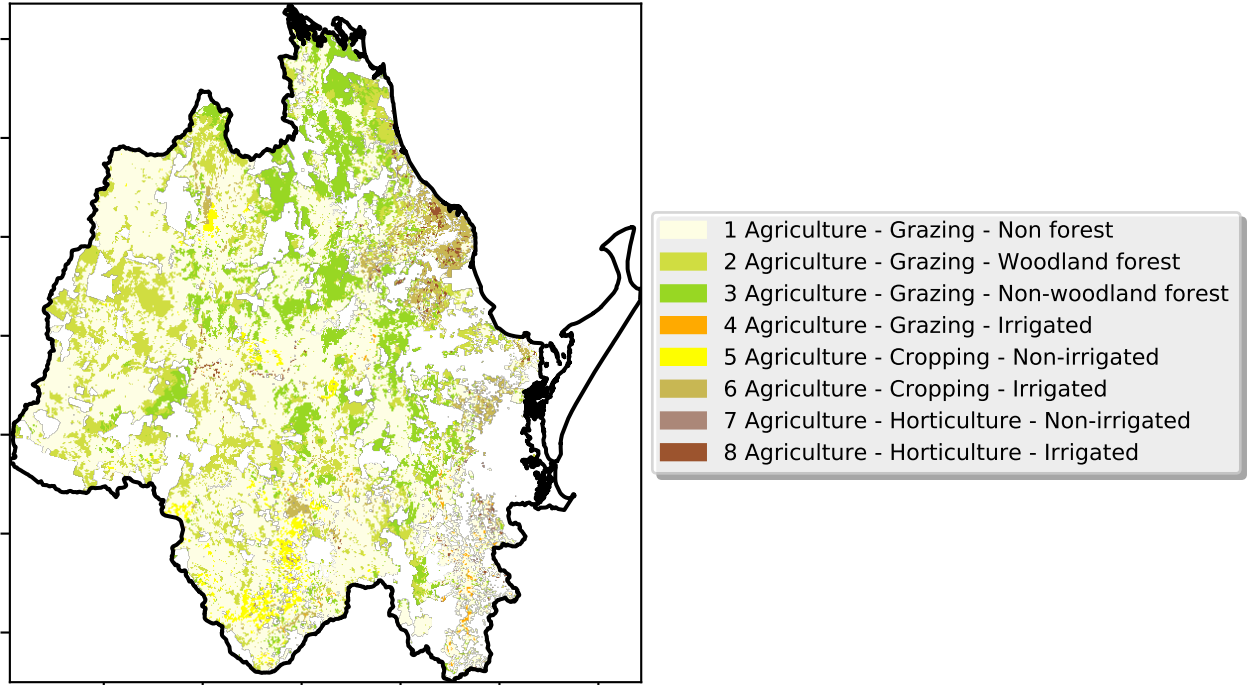 1 Agriculture - Grazing - Non forest
2 Agriculture - Grazing - Woodland forest
3 Agriculture - Grazing - Non-woodland forest
4 Agriculture - Grazing - Irrigated
5 Agriculture - Cropping - Non-irrigated
6 Agriculture - Cropping - Irrigated
7 Agriculture - Horticulture - Non-irrigated
8 Agriculture - Horticulture - Irrigated